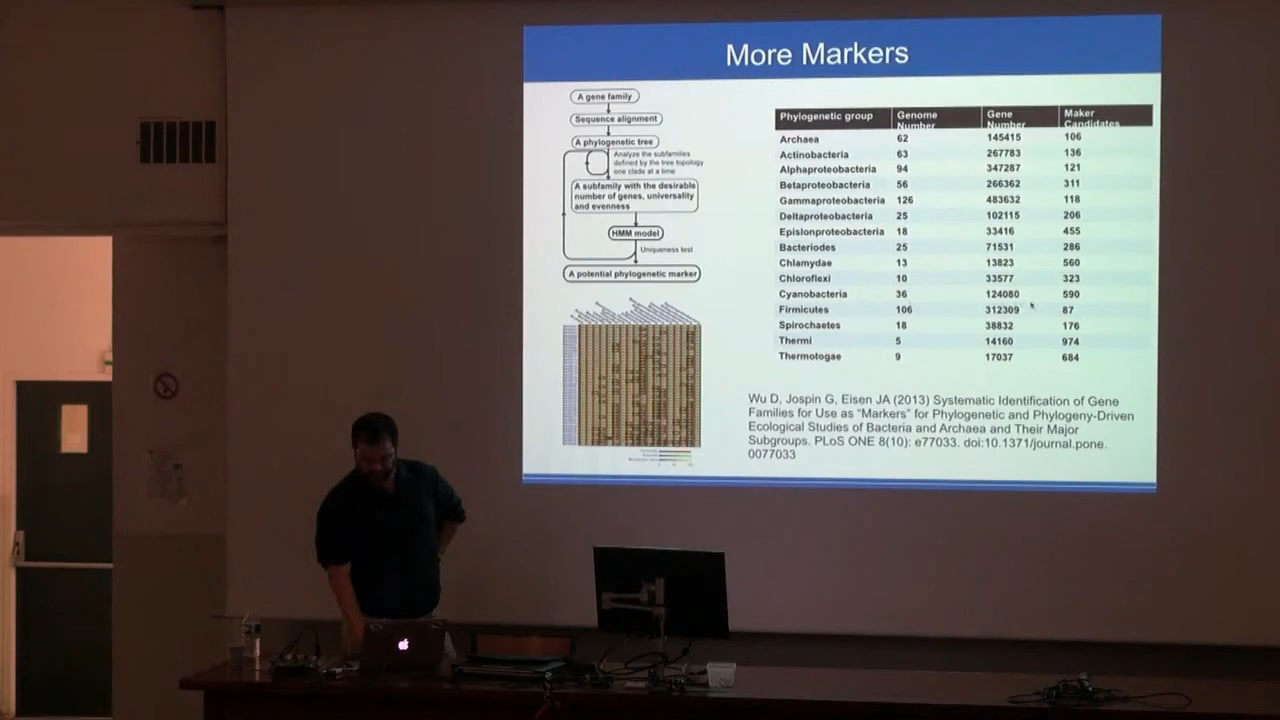 More Markers
A gene family
Sequence alignment
A phylogenetic tree
Analyze the subfamilies
defined by the tree topology
one clade at a time
A subfamily with the desirable
number of genes, universality
and evenness
HMM model
Uniqueness test
A potential phylogenetic marker
Phylogenetic group Genome Number Gene Number Maker Candidates
Archaea 62 145415 106
Actinobacteria 63 267783 136
Alphaproteobacteria 94 347287 121
Betaproteobacteria 56 266362 311
Gammaproteobacteria 126 483632 118
Deltaproteobacteria 25 102115 206
Epislonproteobacteria 18 33416 455
Bacteriodes 25 71531 286
Chlamydae 13 13823 560
Chloroflexi 10 33577 323
Cyanobacteria 36 124080 590
Firmicutes 106 312309 87
Spirochaetes 18 38832 176
Thermi 5 14160 974
Thermotogae 9 17037 684
Wu D, Jospin G, Eisen JA (2013) Systematic Identification of Gene
Families for Use as “Markers” for Phylogenetic and Phylogeny-Driven
Ecological Studies of Bacteria and Archaea and Their Major
Subgroups. PLoS ONE 8(10): e77033. doi:10.1371/journal.pone.
0077033